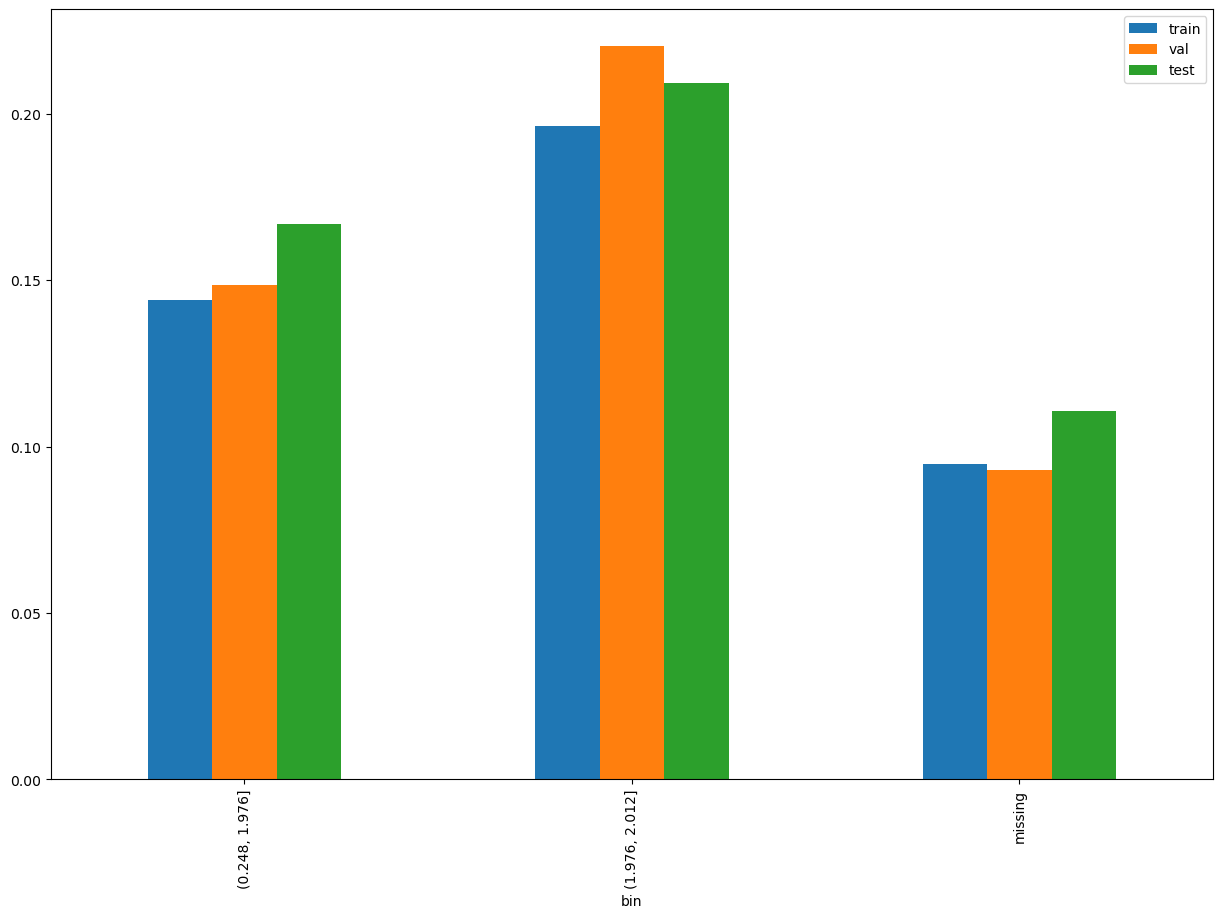 train
val
test
0.20
0.15
0.10
0.05
0.00
(0.248, 1.976]
(1.976, 2.012]
missing
bin